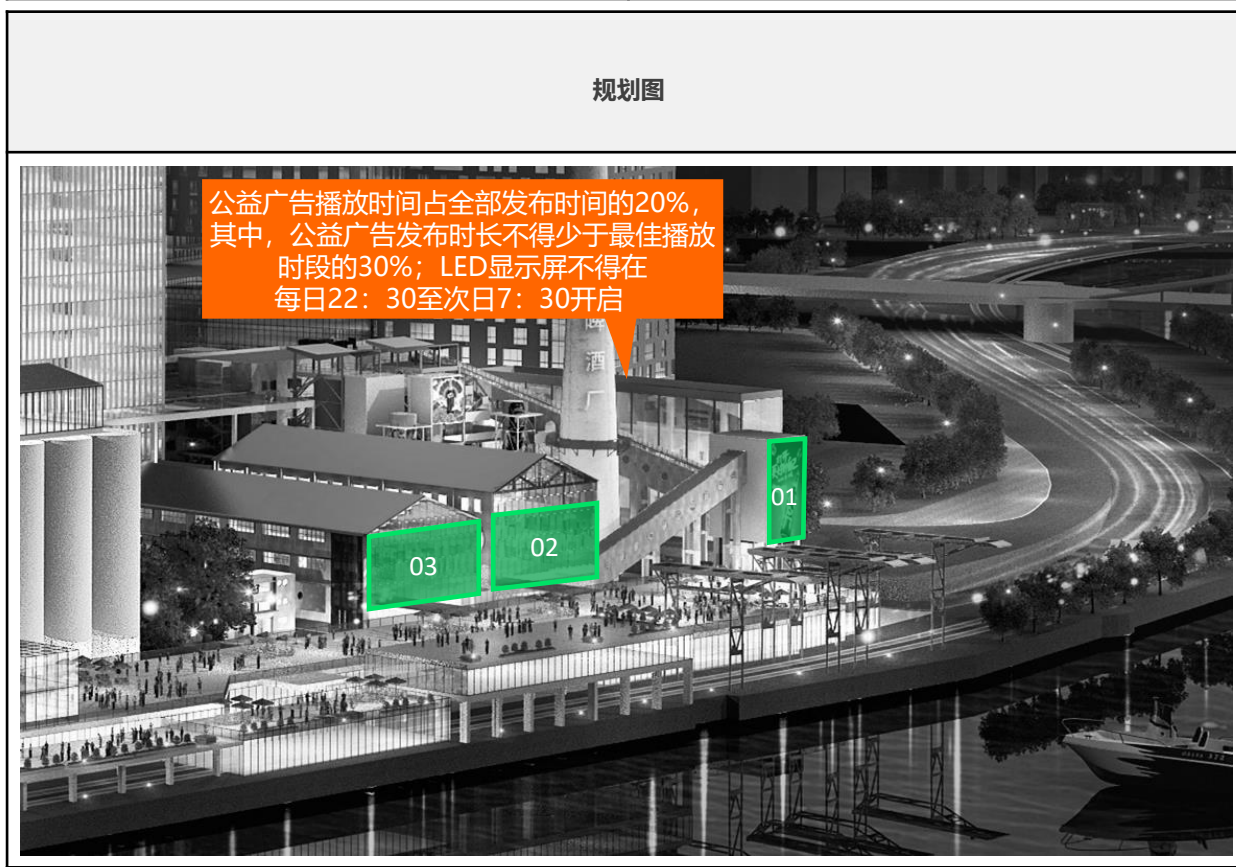 规划图
公益广告播放时间占全部发布时间的20%，
其中，公益广告发布时长不得少于最佳播放
时段的30%；LED显示屏不得在
每日22：30至次日7：30开启
酒
厂
01
02
03